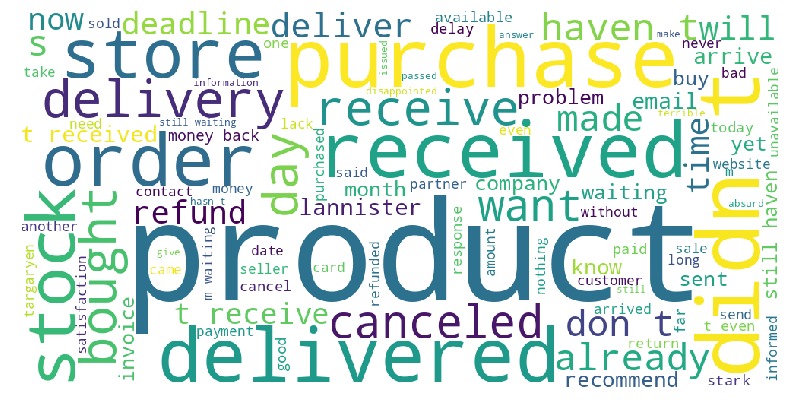 now
sold
deadline
deliver
available
delay
answer
make
haven
t
will
s
store
one
issued
purchase
never
arrive
take
information
passed
disappointed
buy
bad
unavailable
delivery
still waiting
receive
problem
email
terrible
t
need
t received
money back
lack
even
made
today
yet
order
day
purchased
received
time
website
m
said
contact
money
hasn t
month
partner
company
waiting
absurd
stock
bought
refund
lannister
want
without
didn
still haven
another
satisfaction
targaryen
product
give
came
m waiting
date
seller
cancel
card
refunded
response
amount
nothing
know
paid
customer
still
sale
long
sent
invoice
t receive
canceled
arrived
don t
far
send
t even
informed
payment
good
delivered
already
return
recommend
stark